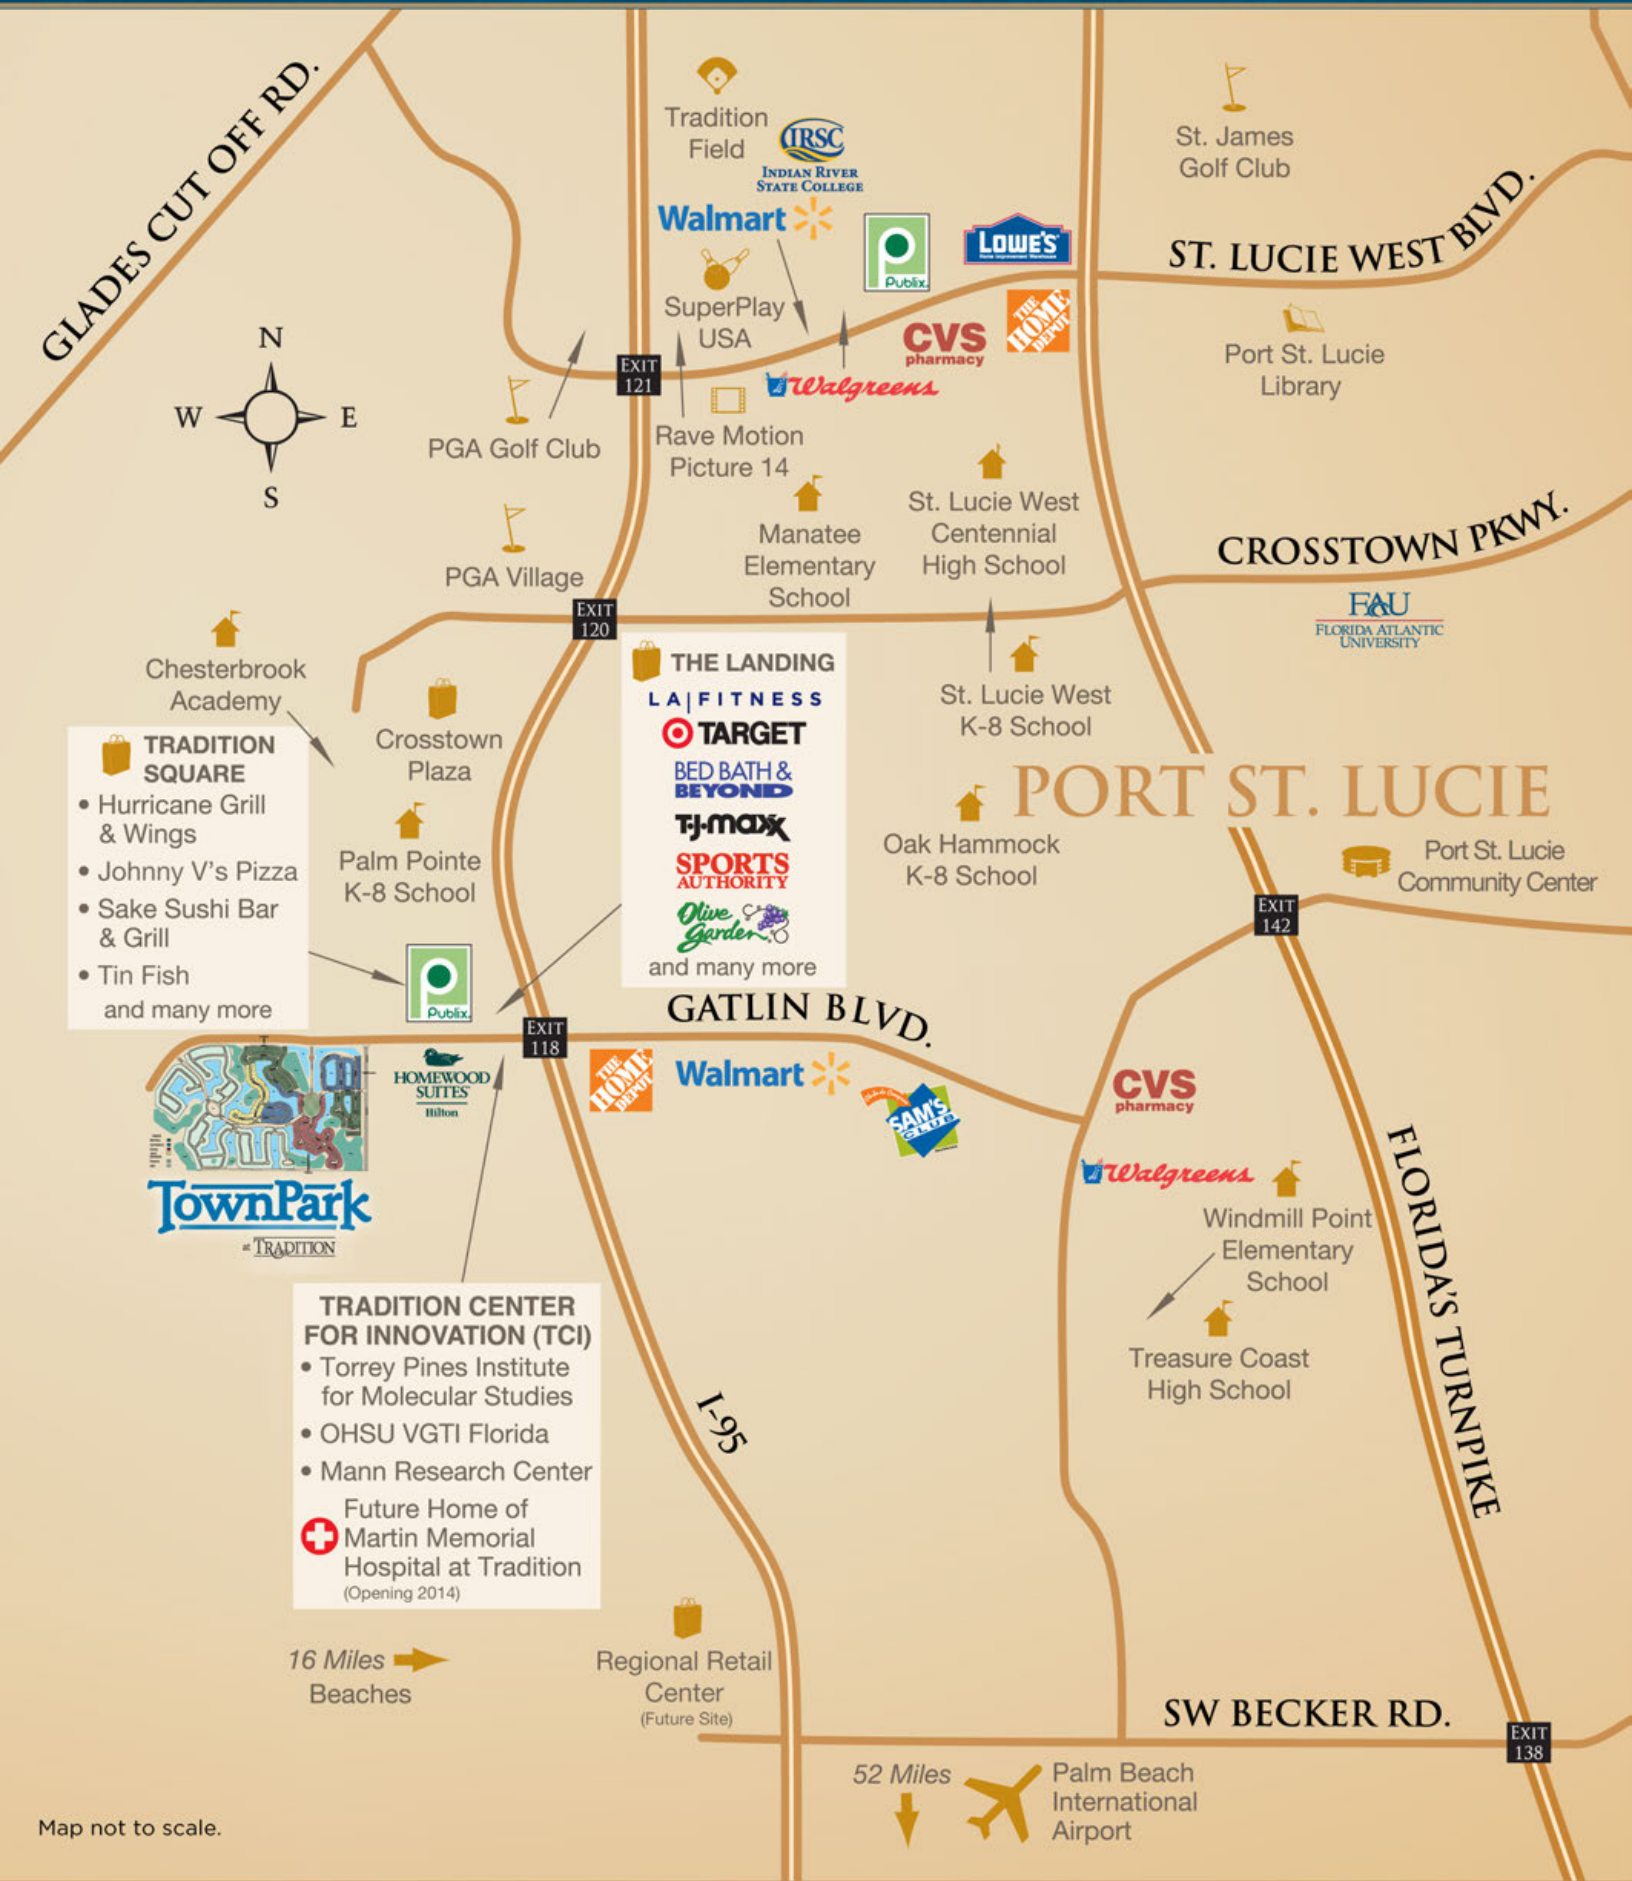 GLADES CUT OFF RD.
Tradition
Field
IRSC
INDIAN RIVER
STATE COLLEGE
Walmart
Publix
LOWE'S
Home Improvement Warehouse
St. James
Golf Club
ST. LUCIE WEST BLVD.
SuperPlay
USA
THE
HOME
DEPOT
CVS
pharmacy
Port St. Lucie
Library
N
W
E
S
EXIT
121
Walgreens
PGA Golf Club
Rave Motion
Picture 14
PGA Village
Manatee
Elementary
School
St. Lucie West
Centennial
High School
CROSSTOWN PKWY.
FAU
FLORIDA ATLANTIC
UNIVERSITY
EXIT
120
Chesterbrook
Academy
Crosstown
Plaza
THE LANDING
LA|FITNESS
TARGET
BED BATH &
BEYOND
T·J·maxx
SPORTS
AUTHORITY
Olive
Garden
and many more
St. Lucie West
K-8 School
TRADITION
SQUARE
• Hurricane Grill
& Wings
• Johnny V's Pizza
• Sake Sushi Bar
& Grill
• Tin Fish
and many more
Palm Pointe
K-8 School
Publix
PORT ST. LUCIE
Oak Hammock
K-8 School
Port St. Lucie
Community Center
EXIT
142
GATLIN BLVD.
EXIT
118
HOMEWOOD
SUITES
Hilton
THE
HOME
DEPOT
Walmart
SAM'S
CLUB
CVS
pharmacy
Walgreens
TownPark
at TRADITION
Windmill Point
Elementary
School
Treasure Coast
High School
FLORIDA'S TURNPIKE
TRADITION CENTER
FOR INNOVATION (TCI)
• Torrey Pines Institute
for Molecular Studies
• OHSU VGTI Florida
• Mann Research Center
Future Home of
Martin Memorial
Hospital at Tradition
(Opening 2014)
I-95
16 Miles
Beaches
Regional Retail
Center
(Future Site)
SW BECKER RD.
EXIT
138
52 Miles
Palm Beach
International
Airport
Map not to scale.